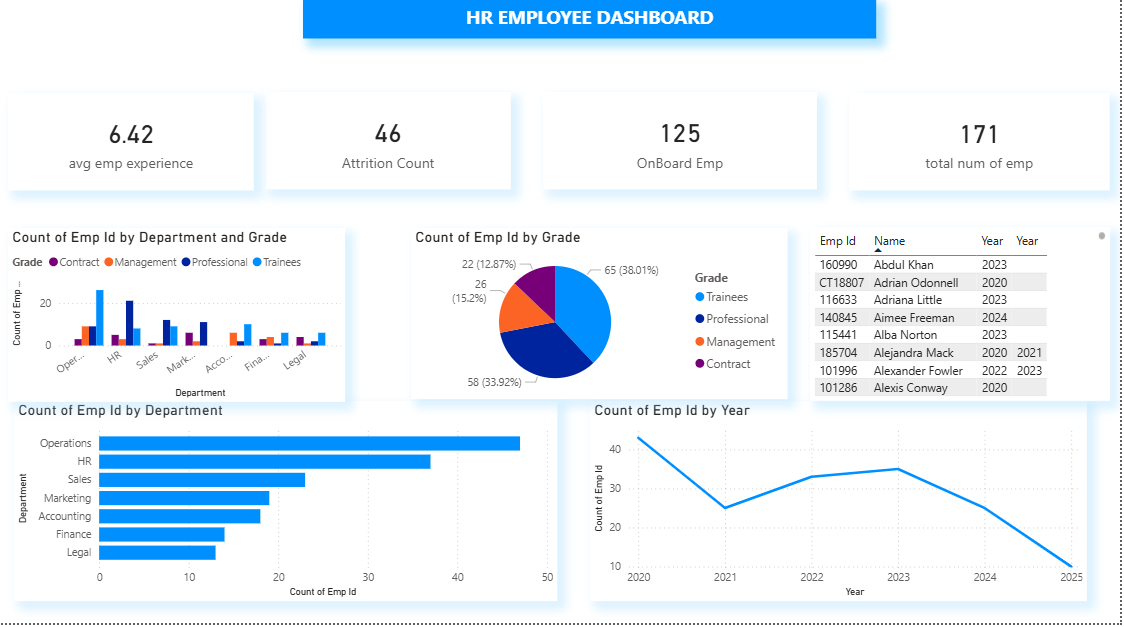 HR EMPLOYEE DASHBOARD
6.42
avg emp experience
46
Attrition Count
125
OnBoard Emp
171
total num of emp
Count of Emp Id by Department and Grade
Grade Contract Management Professional Trainees
Count of Emp ...
20
0
Oper... HR Sales Mark... Acco... Fina... Legal
Department
Count of Emp Id by Grade
22 (12.87%)
65 (38.01%)
26
(15.2%)
58 (33.92%)
Grade
Trainees
Professional
Management
Contract
Emp Id Name Year Year
160990 Abdul Khan 2023
CT18807 Adrian Odonnell 2020
116633 Adriana Little 2023
140845 Aimee Freeman 2024
115441 Alba Norton 2023
185704 Alejandra Mack 2020 2021
101996 Alexander Fowler 2022 2023
101286 Alexis Conway 2020
Count of Emp Id by Department
Department
Operations
HR
Sales
Marketing
Accounting
Finance
Legal
0 10 20 30 40 50
Count of Emp Id
Count of Emp Id by Year
Count of Emp Id
40
30
20
10
2020 2021 2022 2023 2024 2025
Year